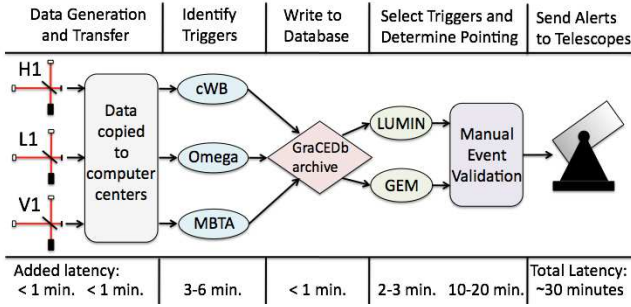 Data Generation
and Transfer
Identify
Triggers
Write to
Database
Select Triggers and
Determine Pointing
Send Alerts
to Telescopes
H1
L1
V1
Data
copied
to
computer
centers
cWB
Omega
MBTA
GraCEDb
archive
LUMIN
GEM
Manual
Event
Validation
Added latency:
< 1 min. < 1 min.
3-6 min.
< 1 min.
2-3 min. 10-20 min.
Total Latency:
~30 minutes